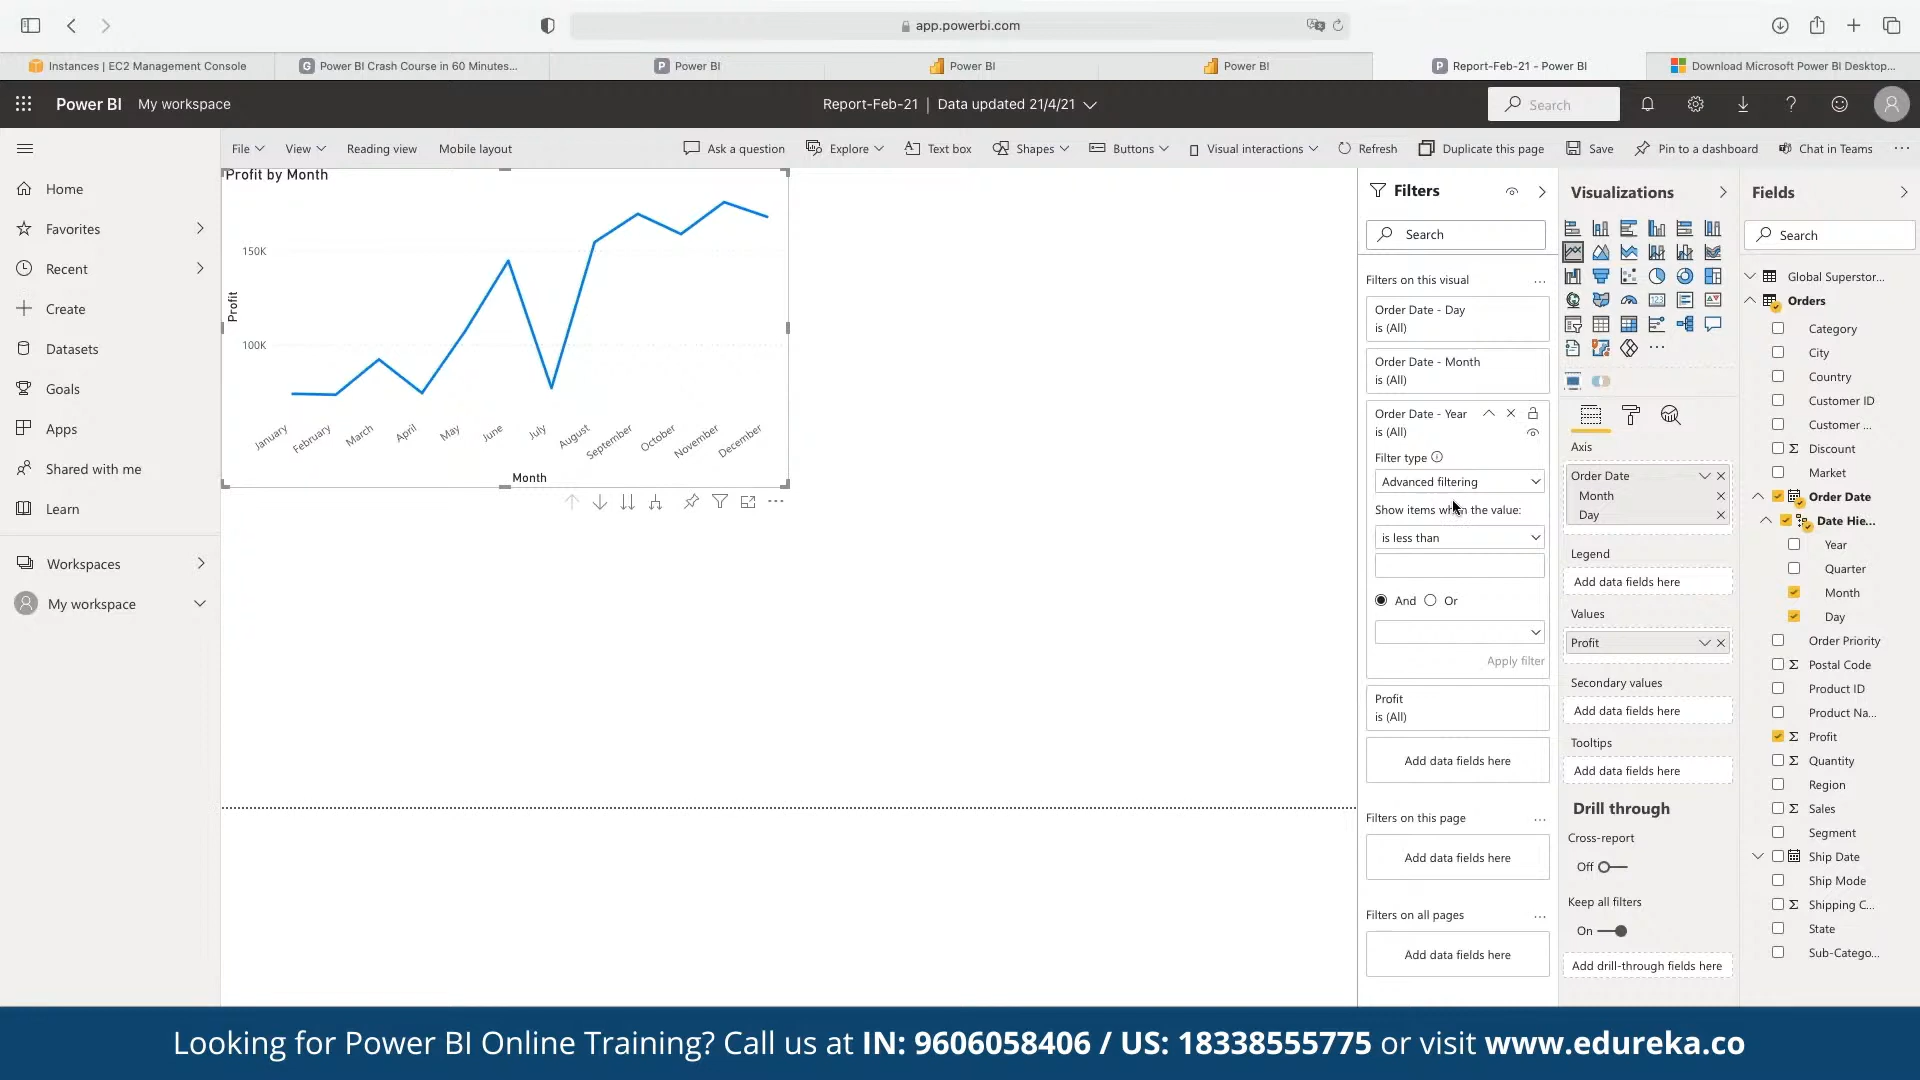 app.powerbi.com
Instances | EC2 Management Console
Power BI Crash Course in 60 Minutes...
Power BI
Power BI
Power BI
Report-Feb-21 - Power BI
Download Microsoft Power BI Desktop...
Power BI My workspace
Report-Feb-21 | Data updated 21/4/21
Search
File View Reading view Mobile layout
Ask a question Explore Text box Shapes Buttons Visual interactions Refresh Duplicate this page Save Pin to a dashboard Chat in Teams ...
Home
Favorites
Recent
Create
Datasets
Goals
Apps
Shared with me
Learn
Workspaces
My workspace
Profit by Month
150K
100K
Profit
January February March April May June July August September October November December
Month
Filters
Search
Filters on this visual ...
Order Date - Day
is (All)
Order Date - Month
is (All)
Order Date - Year
is (All)
Filter type
Advanced filtering
Show items when the value:
is less than
And Or
Apply filter
Profit
is (All)
Add data fields here
Filters on this page ...
Add data fields here
Filters on all pages ...
Add data fields here
Visualizations
123
...
Axis
Order Date
Month
Day
Legend
Add data fields here
Values
Profit
Secondary values
Add data fields here
Tooltips
Add data fields here
Drill through
Cross-report
Off
Keep all filters
On
Add drill-through fields here
Fields
Search
Global Superstor...
Orders
Category
City
Country
Customer ID
Customer ...
Σ Discount
Market
Order Date
Date Hie...
Year
Quarter
Month
Day
Order Priority
Σ Postal Code
Product ID
Product Na...
Σ Profit
Σ Quantity
Region
Σ Sales
Segment
Ship Date
Ship Mode
Σ Shipping C...
State
Sub-Catego...
Looking for Power BI Online Training? Call us at IN: 9606058406 / US: 18338555775 or visit www.edureka.co